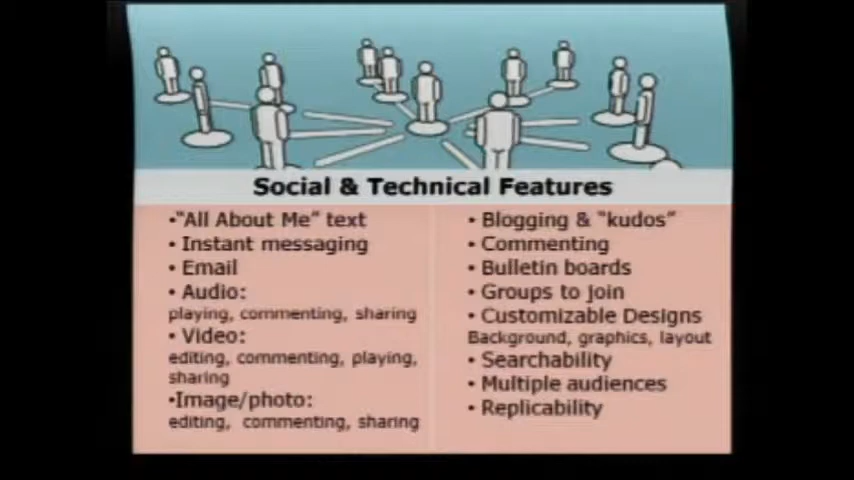 Social & Technical Features
•“All About Me” text
• Instant messaging
• Email
• Audio:
playing, commenting, sharing
• Video:
editing, commenting, playing,
sharing
•Image/photo:
editing, commenting, sharing
• Blogging & “kudos”
• Commenting
• Bulletin boards
• Groups to join
• Customizable Designs
Background, graphics, layout
• Searchability
• Multiple audiences
• Replicability